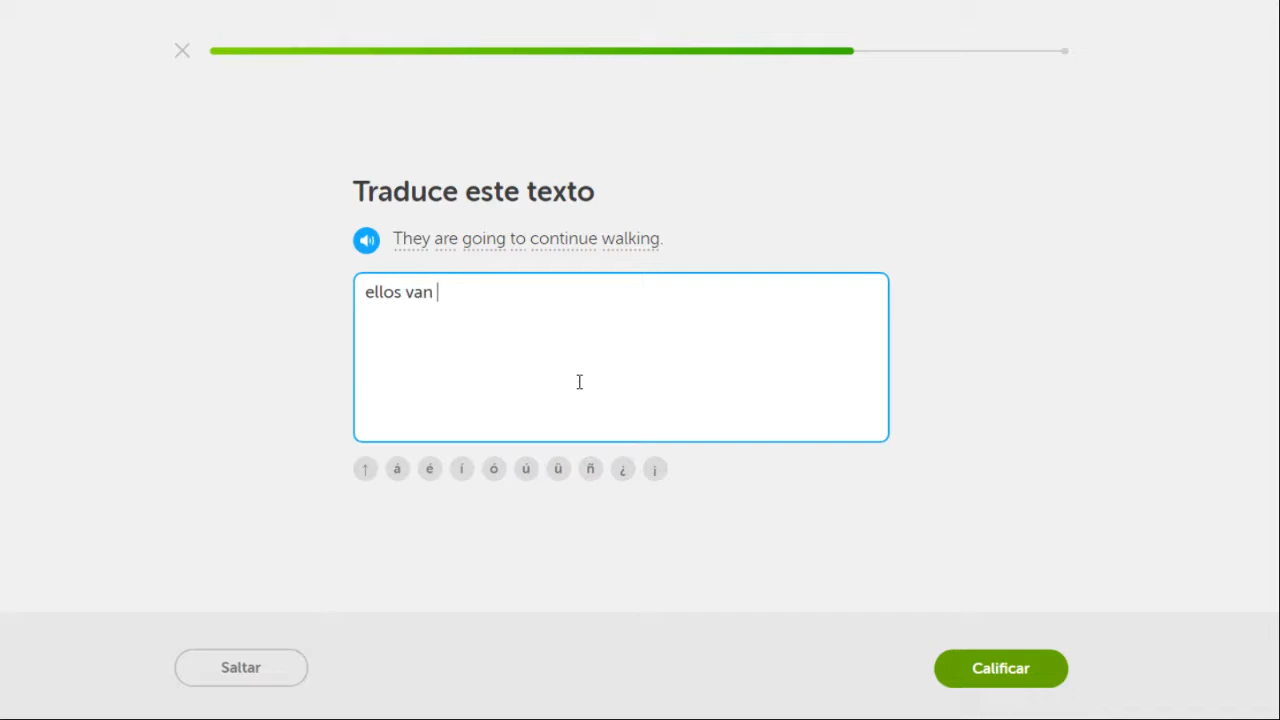 Traduce este texto
They are going to continue walking.
ellos van
↑ á é í ó ú ü ñ ¿ ¡
Saltar
Calificar